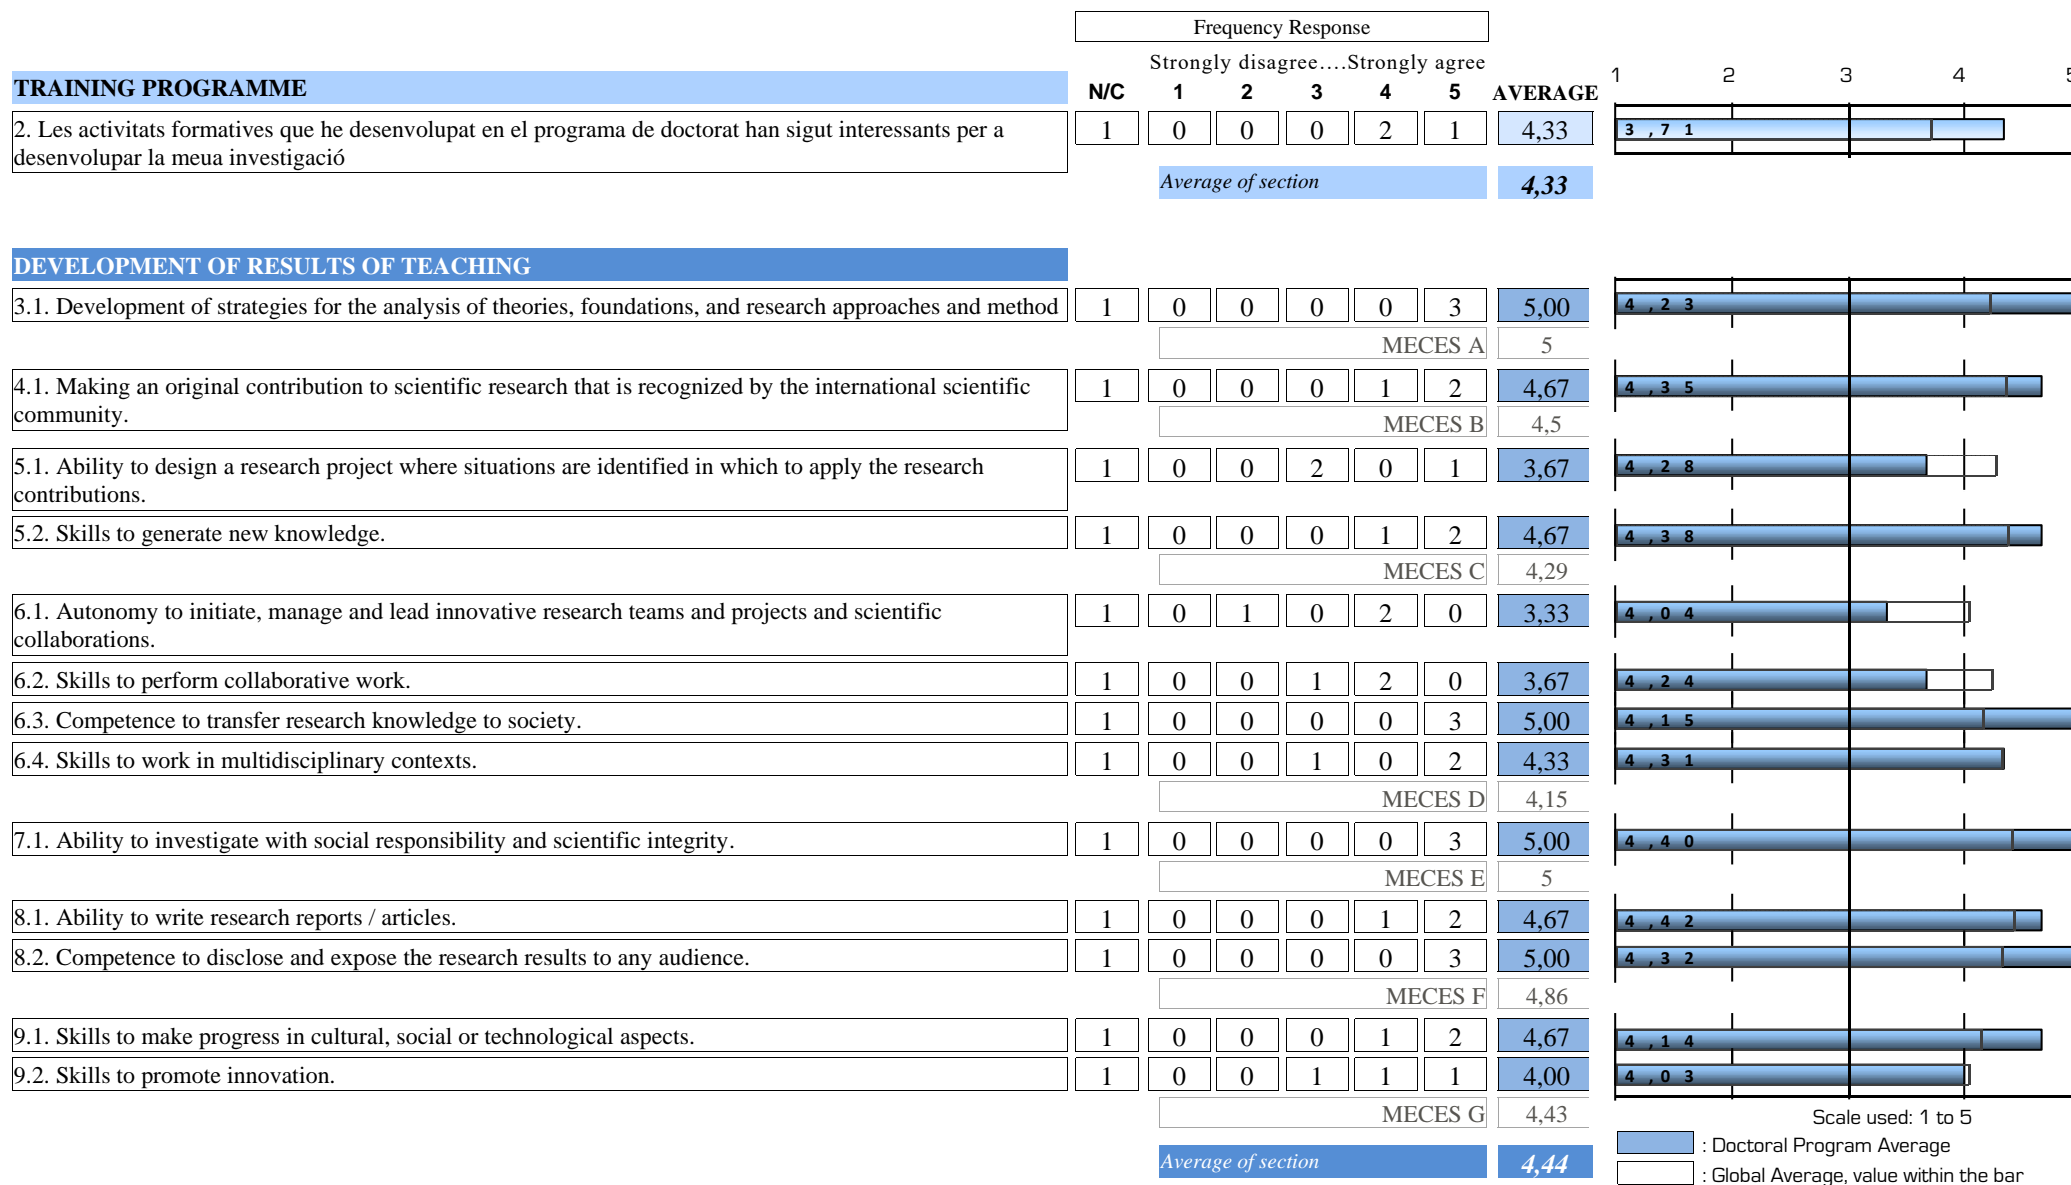 Frequency Response
Strongly disagree....Strongly agree
TRAINING PROGRAMME N/C 1 2 3 4 5 AVERAGE 1 2 3 4 5
2. Les activitats formatives que he desenvolupat en el programa de doctorat han sigut interessants per a 1 0 0 0 2 1 4,33 3,71
desenvolupar la meua investigació
Average of section 4,33
DEVELOPMENT OF RESULTS OF TEACHING
3.1. Development of strategies for the analysis of theories, foundations, and research approaches and method 1 0 0 0 0 3 5,00 4,23
MECES A 5
4.1. Making an original contribution to scientific research that is recognized by the international scientific 1 0 0 0 1 2 4,67 4,35
community.
MECES B 4,5
5.1. Ability to design a research project where situations are identified in which to apply the research 1 0 0 2 0 1 3,67 4,28
contributions.
5.2. Skills to generate new knowledge. 1 0 0 0 1 2 4,67 4,38
MECES C 4,29
6.1. Autonomy to initiate, manage and lead innovative research teams and projects and scientific 1 0 1 0 2 0 3,33 4,04
collaborations.
6.2. Skills to perform collaborative work. 1 0 0 1 2 0 3,67 4,24
6.3. Competence to transfer research knowledge to society. 1 0 0 0 0 3 5,00 4,15
6.4. Skills to work in multidisciplinary contexts. 1 0 0 1 0 2 4,33 4,31
MECES D 4,15
7.1. Ability to investigate with social responsibility and scientific integrity. 1 0 0 0 0 3 5,00 4,40
MECES E 5
8.1. Ability to write research reports / articles. 1 0 0 0 1 2 4,67 4,42
8.2. Competence to disclose and expose the research results to any audience. 1 0 0 0 0 3 5,00 4,32
MECES F 4,86
9.1. Skills to make progress in cultural, social or technological aspects. 1 0 0 0 1 2 4,67 4,14
9.2. Skills to promote innovation. 1 0 0 1 1 1 4,00 4,03
MECES G 4,43
Scale used: 1 to 5
: Doctoral Program Average
Average of section 4,44
: Global Average, value within the bar